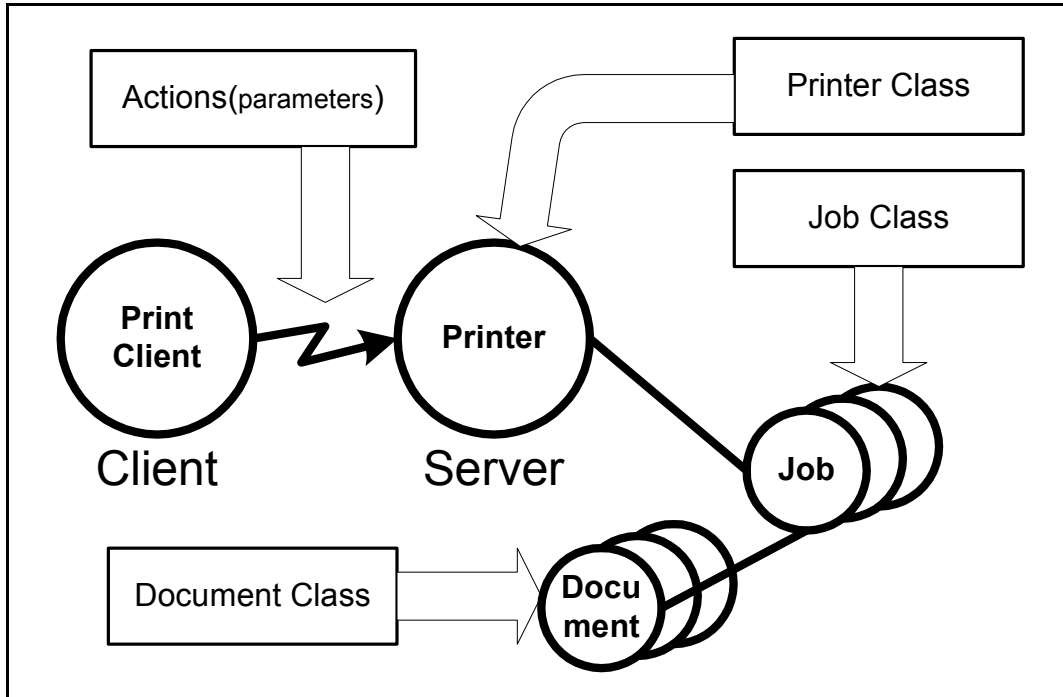 Actions(parameters)
Printer Class
Job Class
Print
Client
Printer
Client
Server
Job
Document Class
Docu
ment